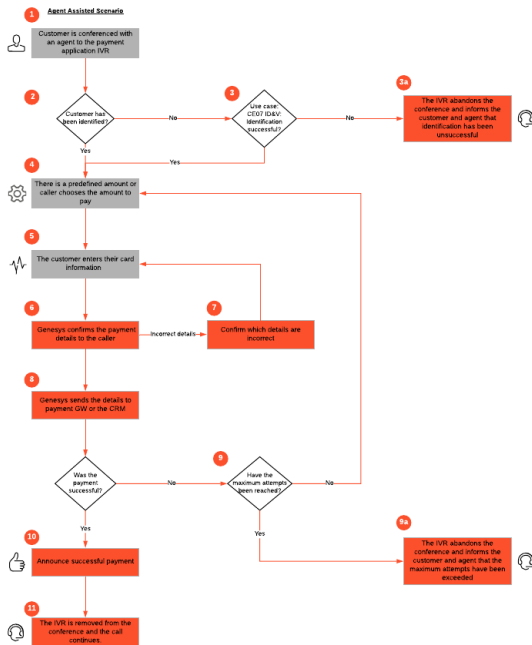 Agent Assisted Scenario
1
Customer is conferenced with
an agent to the payment
application IVR
2
Customer has
been identified?
No
3
Use case:
CE07 ID&V:
Identification
successful?
No
3a
The IVR abandons the
conference and informs the
customer and agent that
identification has been
unsuccessful
Yes
Yes
4
There is a predefined amount or
caller chooses the amount to
pay
5
The customer enters their card
information
6
Genesys confirms the payment
details to the caller
Incorrect details
7
Confirm which details are
incorrect
8
Genesys sends the details to
payment GW or the CRM
Was the
payment
successful?
No
9
Have the
maximum attempts
been reached?
No
Yes
Yes
9a
The IVR abandons the
conference and informs the
customer and agent that the
maximum attempts have been
exceeded
10
Announce successful payment
11
The IVR is removed from the
conference and the call
continues.